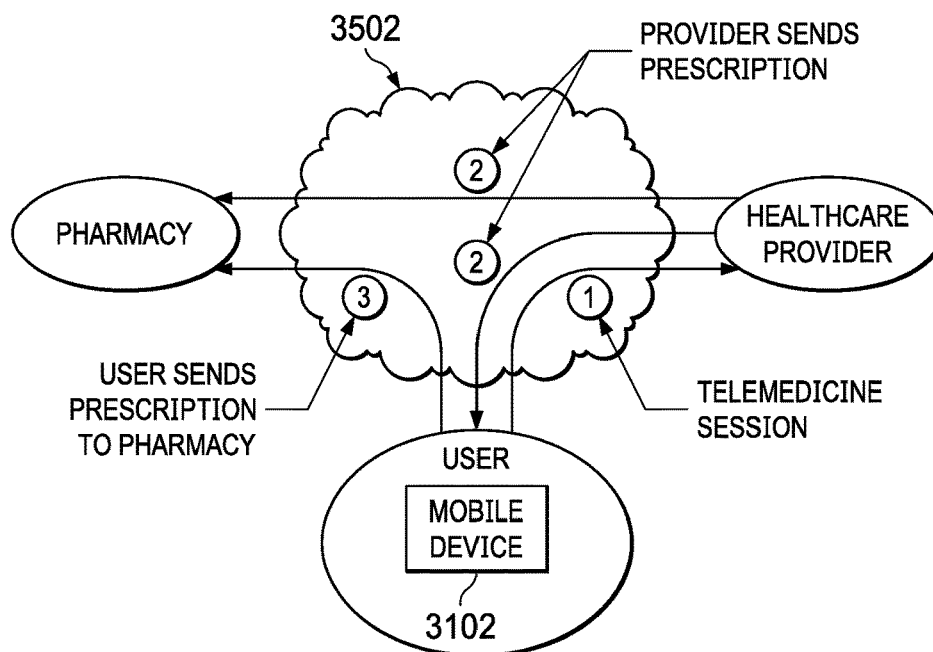 3502
PROVIDER SENDS
PRESCRIPTION
2
PHARMACY
HEALTHCARE
PROVIDER
2
3
1
USER SENDS
PRESCRIPTION
TO PHARMACY
TELEMEDICINE
SESSION
USER
MOBILE
DEVICE
3102